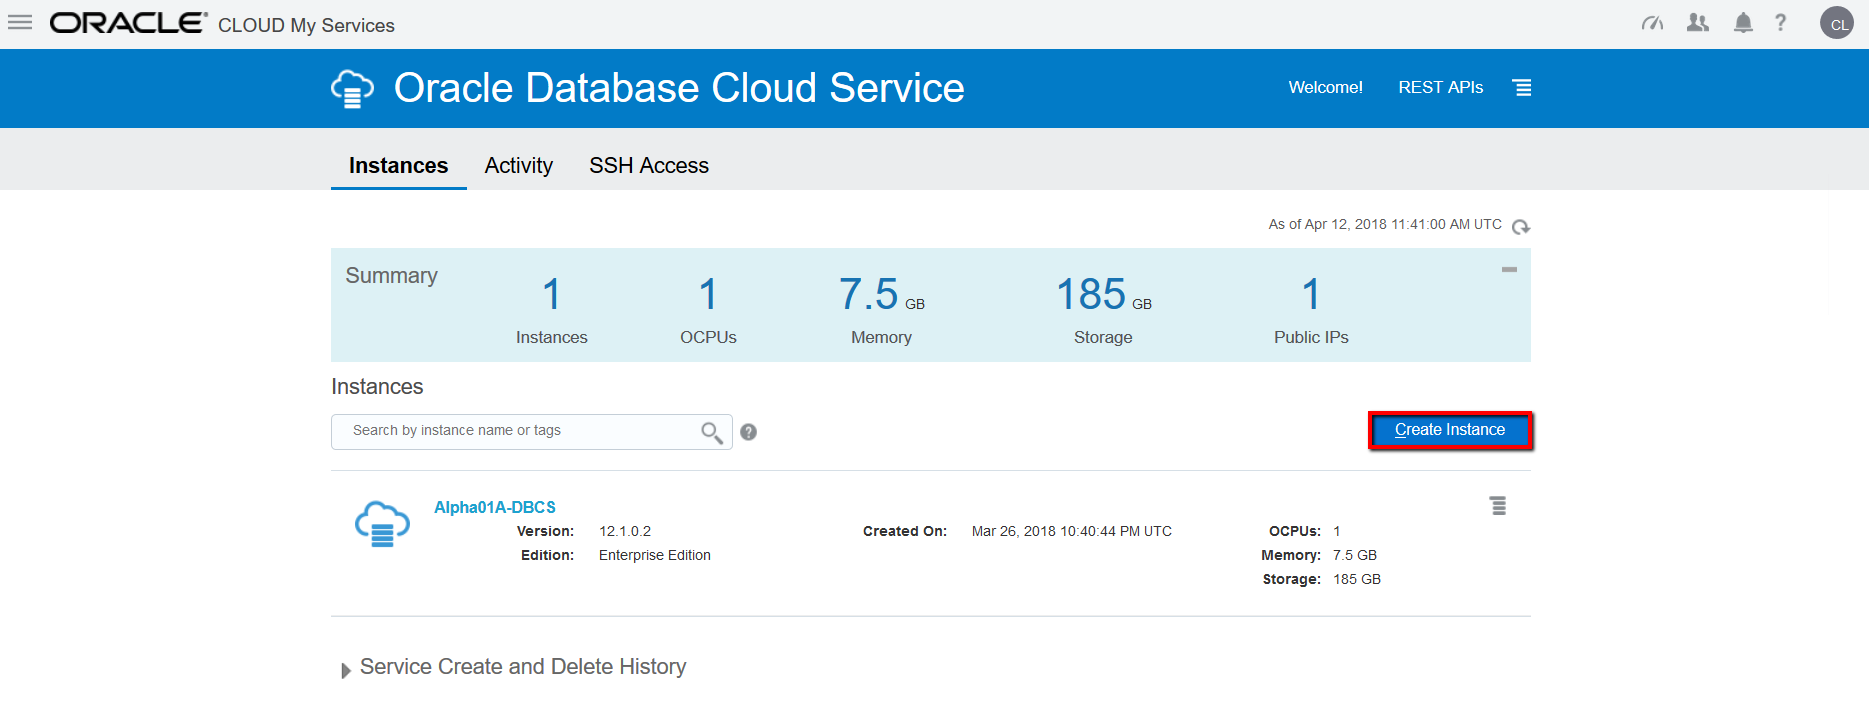 ORACLE® CLOUD My Services
CL
Oracle Database Cloud Service
Welcome! REST APIs
Instances Activity SSH Access
As of Apr 12, 2018 11:41:00 AM UTC
Summary
1 1 7.5 GB 185 GB 1
Instances OCPUs Memory Storage Public IPs
Instances
Search by instance name or tags
?
Create Instance
Alpha01A-DBCS
Version: 12.1.0.2 Created On: Mar 26, 2018 10:40:44 PM UTC OCPUs: 1
Edition: Enterprise Edition Memory: 7.5 GB
Storage: 185 GB
Service Create and Delete History